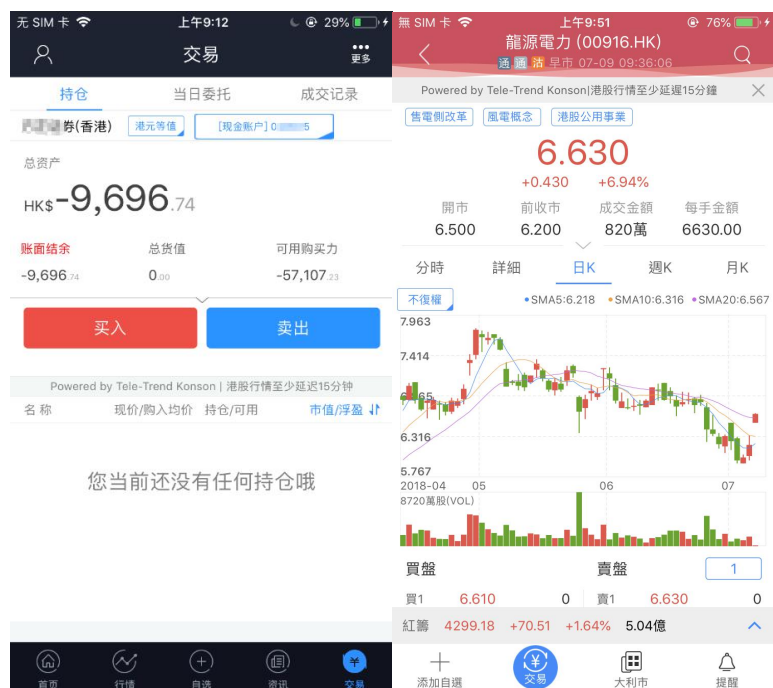 无 SIM 卡 上午9:12 29%
交易
更多
持仓 当日委托 成交记录
券(香港) 港元等值 [现金账户] 0 5
总资产
HK$-9,696.74
账面结余 总货值 可用购买力
-9,696.74 0.00 -57,107.23
买入 卖出
Powered by Tele-Trend Konson | 港股行情至少延迟15分钟
名称 现价/购入均价 持仓/可用 市值/浮盈
您当前还没有任何持仓哦
首页 行情 自选 资讯 交易
無 SIM 卡 上午9:51 76%
龍源電力 (00916.HK)
通 通 沽 早市 07-09 09:36:06
Powered by Tele-Trend Konson|港股行情至少延遲15分鐘
售電側改革 風電概念 港股公用事業
6.630
+0.430 +6.94%
開市 前收市 成交金額 每手金額
6.500 6.200 820萬 6630.00
分時 詳細 日K 週K 月K
不復權 SMA5:6.218 SMA10:6.316 SMA20:6.567
7.963
7.414
6.316
5.767
2018-04 05 06 07
8720萬股(VOL)
買盤 賣盤 1
買1 6.610 0 賣1 6.630 0
紅籌 4299.18 +70.51 +1.64% 5.04億
添加自選 交易 大利市 提醒